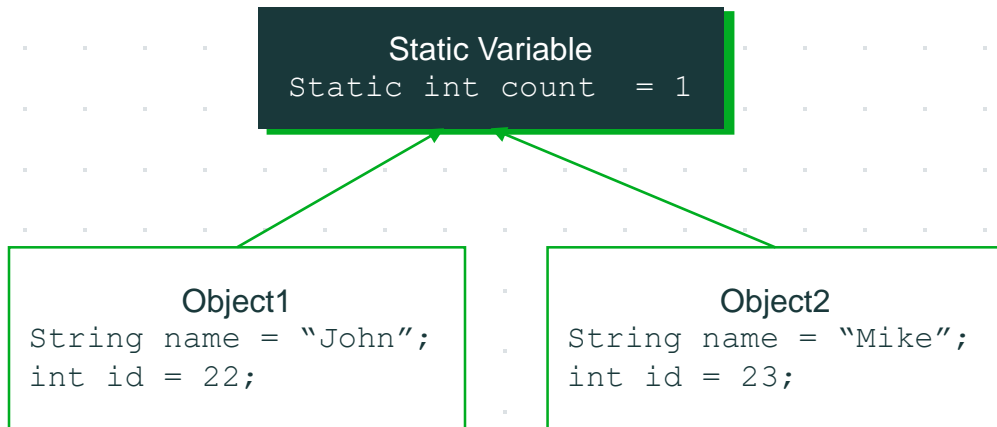 Static Variable
Static int count  = 1
Object1
String name = “John”;
int id = 22;
Object2
String name = “Mike”;
int id = 23;